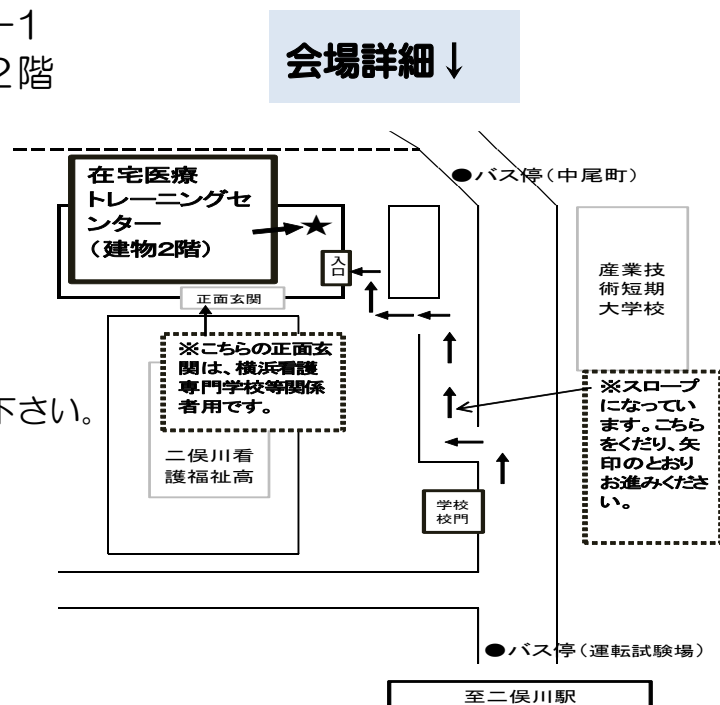 -1
2階
会場詳細↓
在宅医療
トレーニングセ
ンター
(建物2階)
★
入
口
正面玄関
●バス停(中尾町)
産業技
術短期
大学校
※こちらの正面玄
関は、横浜看護
専門学校等関係
者用です。
※スロープ
になってい
ます。こちら
をくだり、矢
印のとおり
お進みくださ
い。
下さい。
二俣川看
護福祉高
学校
校門
●バス停(運転試験場)
至二俣川駅